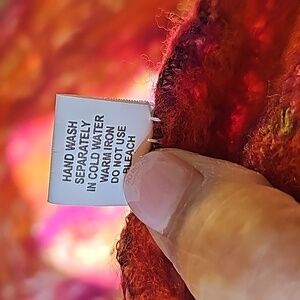 HAND WASH
SEPARATELY
IN COLD WATER
WARM IRON
DO NOT USE
BLEACH